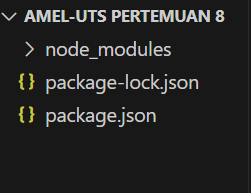 AMEL-UTS PERTEMUAN 8
node_modules
{} package-lock.json
{} package.json